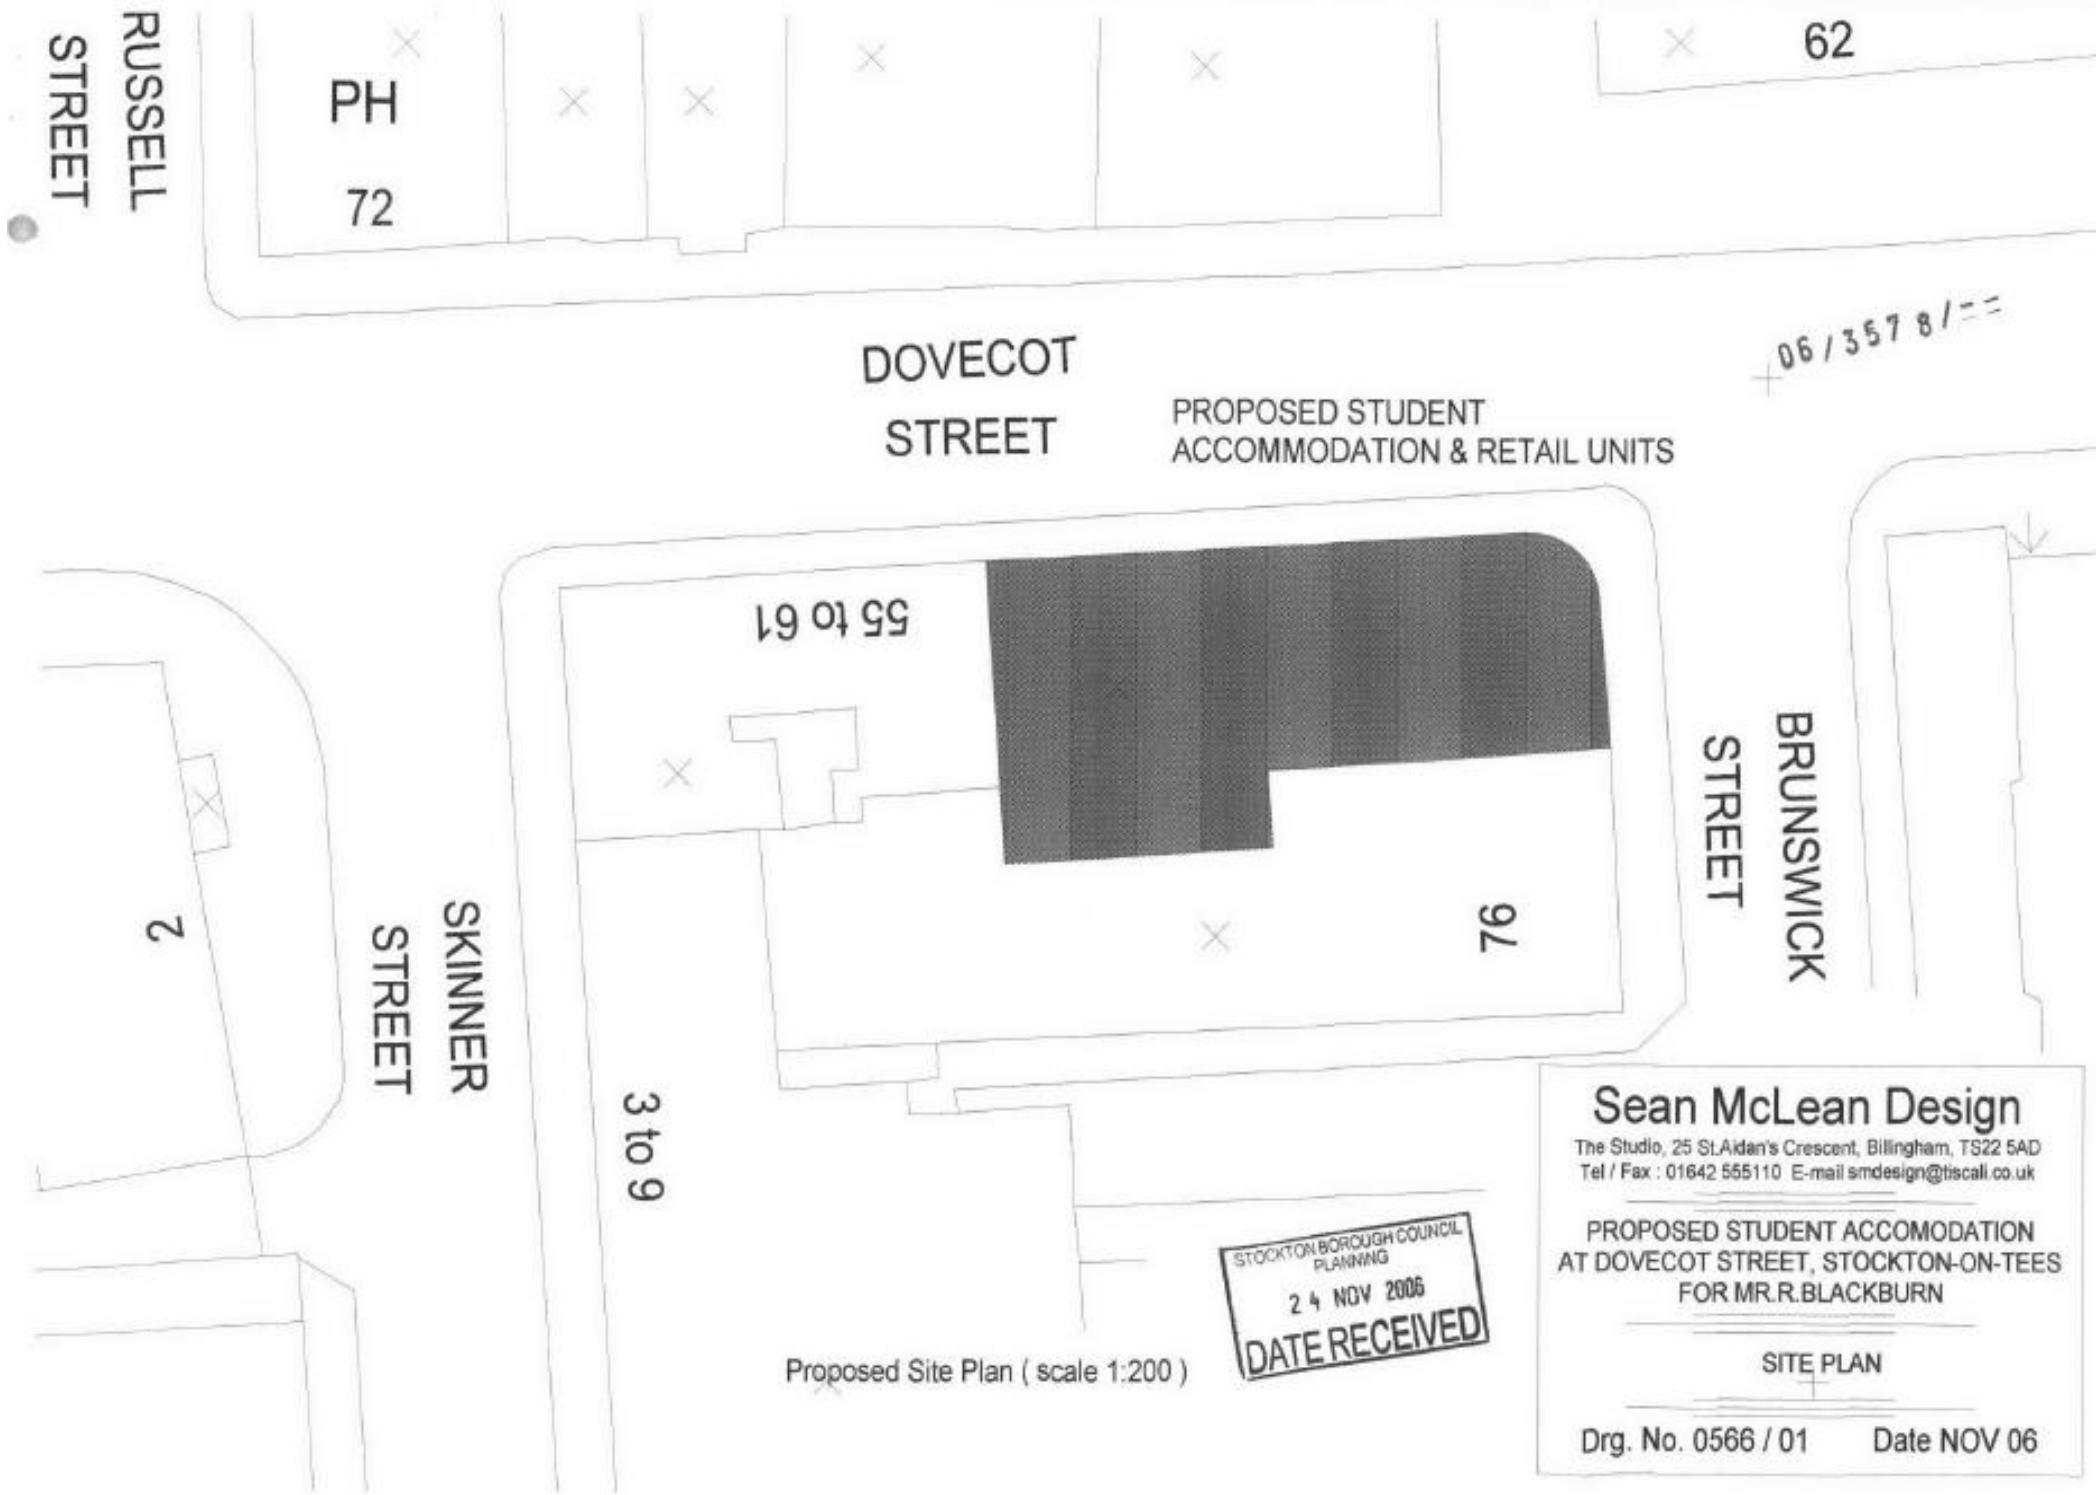 RUSSELL
STREET
PH
72
62
DOVECOT
STREET
06/3578/==
PROPOSED STUDENT
ACCOMMODATION & RETAIL UNITS
55 to 61
2
SKINNER
STREET
76
BRUNSWICK
STREET
3 to 9
Proposed Site Plan ( scale 1:200 )
STOCKTON BOROUGH COUNCIL
PLANNING
24 NOV 2006
DATE RECEIVED
Sean McLean Design
The Studio, 25 St.Aidan's Crescent, Billingham, TS22 5AD
Tel / Fax : 01642 555110 E-mail smdesign@tiscali.co.uk
PROPOSED STUDENT ACCOMODATION
AT DOVECOT STREET, STOCKTON-ON-TEES
FOR MR.R.BLACKBURN
SITE PLAN
Drg. No. 0566 / 01 Date NOV 06